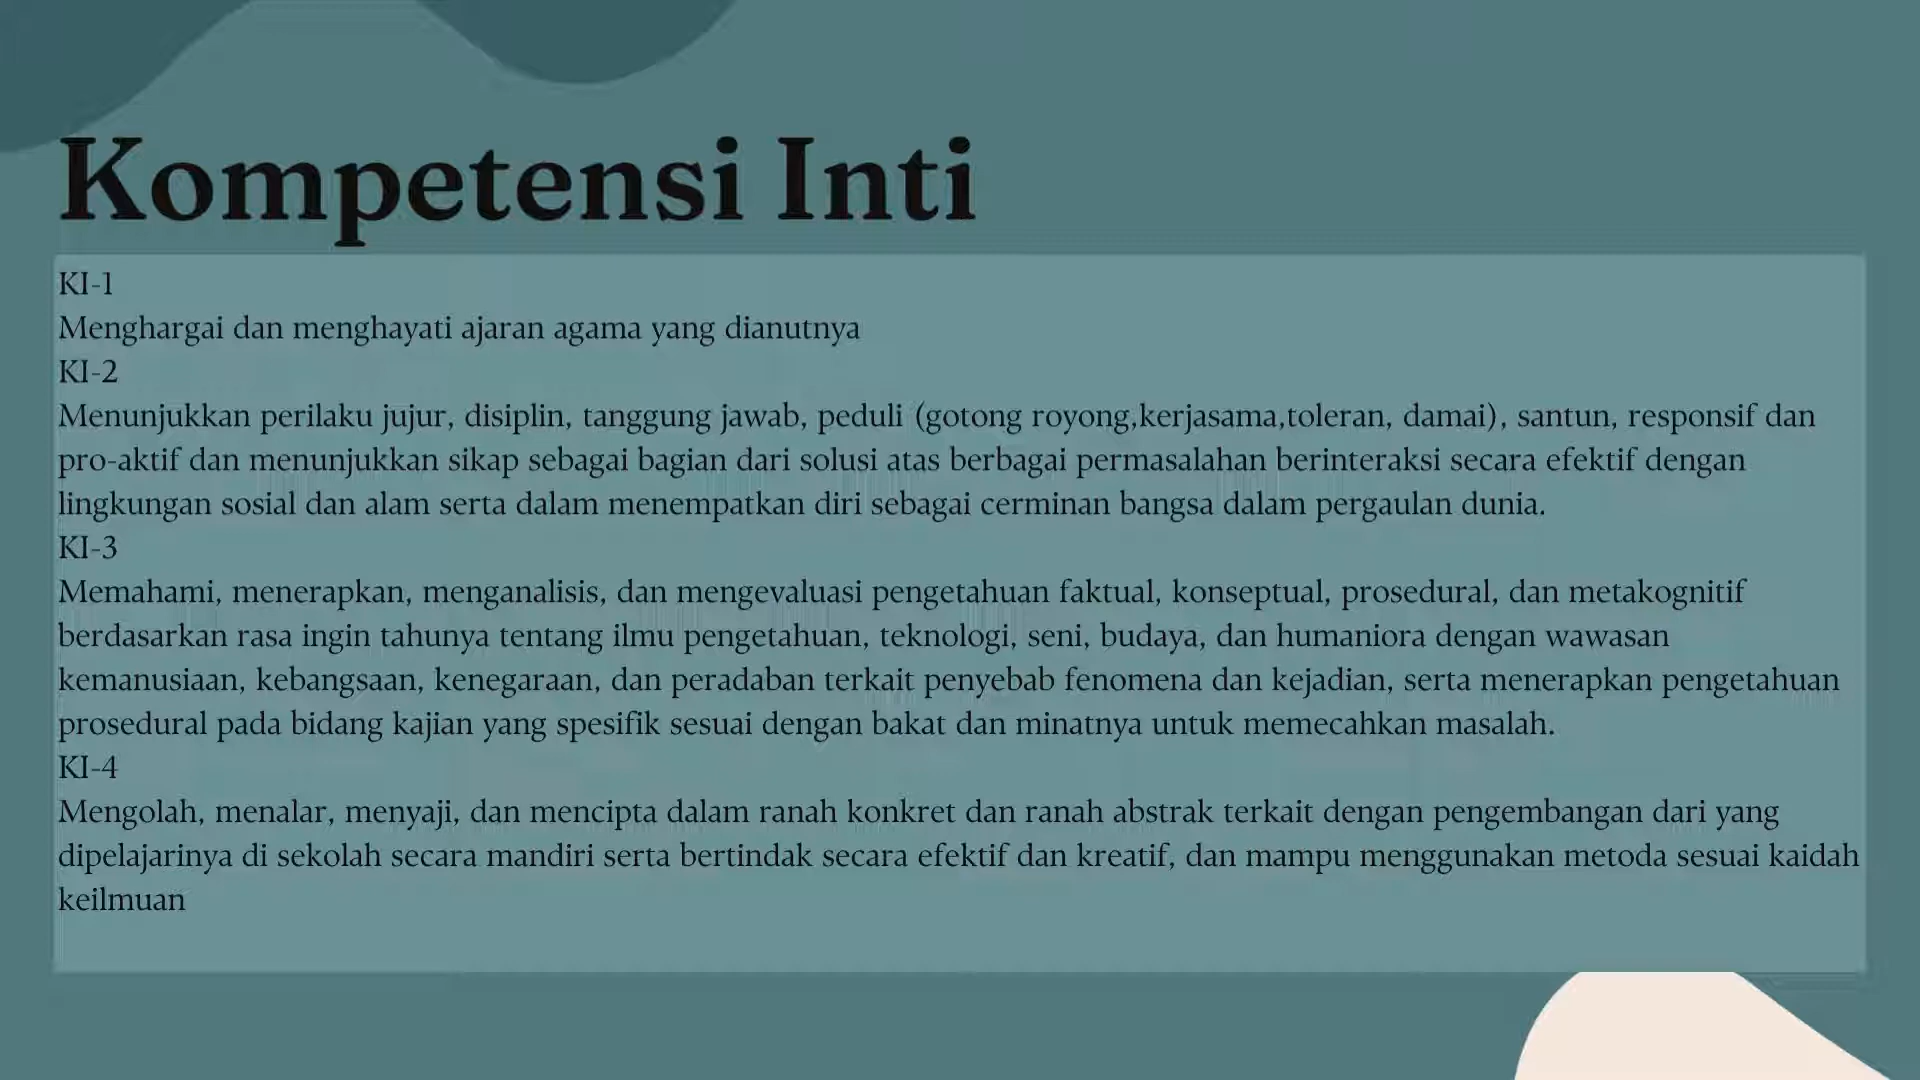 Kompetensi Inti
KI-1
Menghargai dan menghayati ajaran agama yang dianutnya
KI-2
Menunjukkan perilaku jujur, disiplin, tanggung jawab, peduli (gotong royong,kerjasama,toleran, damai), santun, responsif dan
pro-aktif dan menunjukkan sikap sebagai bagian dari solusi atas berbagai permasalahan berinteraksi secara efektif dengan
lingkungan sosial dan alam serta dalam menempatkan diri sebagai cerminan bangsa dalam pergaulan dunia.
KI-3
Memahami, menerapkan, menganalisis, dan mengevaluasi pengetahuan faktual, konseptual, prosedural, dan metakognitif
berdasarkan rasa ingin tahunya tentang ilmu pengetahuan, teknologi, seni, budaya, dan humaniora dengan wawasan
kemanusiaan, kebangsaan, kenegaraan, dan peradaban terkait penyebab fenomena dan kejadian, serta menerapkan pengetahuan
prosedural pada bidang kajian yang spesifik sesuai dengan bakat dan minatnya untuk memecahkan masalah.
KI-4
Mengolah, menalar, menyaji, dan mencipta dalam ranah konkret dan ranah abstrak terkait dengan pengembangan dari yang
dipelajarinya di sekolah secara mandiri serta bertindak secara efektif dan kreatif, dan mampu menggunakan metoda sesuai kaidah
keilmuan